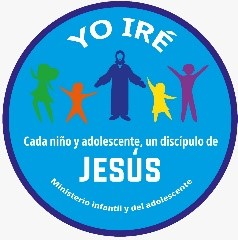 YO IRÉ
Cada niño y adolescente, un discípulo de
JESÚS
Ministerio infantil y del adolescente